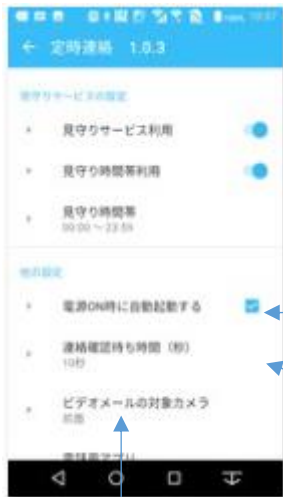 定時連絡 1.0.3
見守りサービスの設定
見守りサービス利用
見守り時間帯利用
見守り時間帯
00:00 ~ 23:59
他の設定
電源ON時に自動起動する
連絡確認待ち時間（秒）
10秒
ビデオメールの対象カメラ
前面